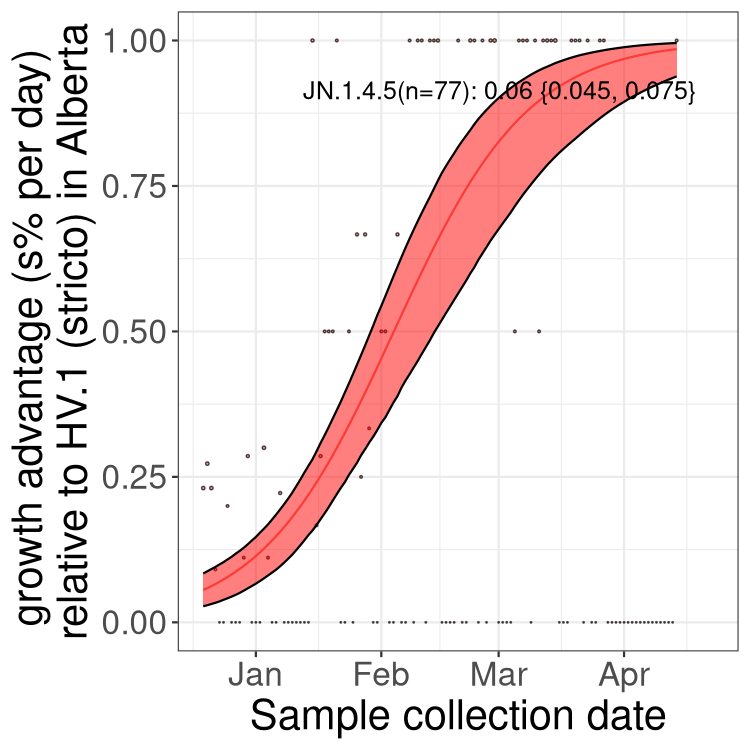 growth advantage (s% per day)
relative to HV.1 (stricto) in Alberta
1.00
0.75
0.50
0.25
0.00
JN.1.4.5(n=77): 0.06 {0.045, 0.075}
Jan Feb Mar Apr
Sample collection date